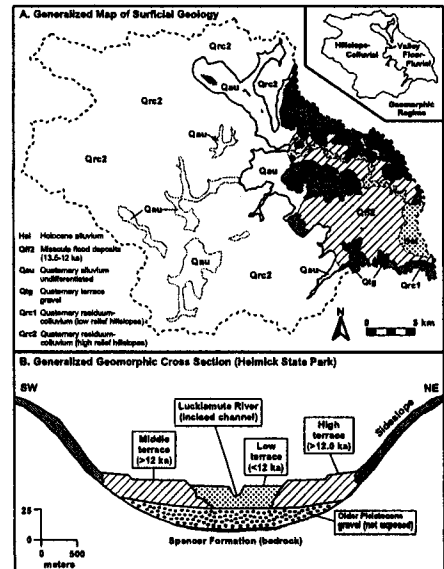 A. Generalized Map of Surficial Geology
Qrc2
Hillslope-
Colluvial
Valley
Floor-
Fluvial
Geomorphic
Regime
Qrc2
Qau
Qrc2
Qrc2
Qau
Qau
Qau
Qff2
Hal
Qau
Qrc2
Qau
Qtg
Qrc1
Hal Holocene alluvium
Qff2 Missoula flood deposits
(13.5-12 ka)
Qau Quaternary alluvium
undifferentiated
Qtg Quaternary terrace
gravel
Qrc1 Quaternary residuum-
colluvium (low relief hillslopes)
Qrc2 Quaternary residuum-
colluvium (high relief hillslopes)
N
0
B. Generalized Geomorphic Cross Section (Helmick State Park)
SW
NE
Luckiamute River
(incised channel)
Sideslope
Middle
terrace
(>12 ka)
Low
terrace
(<12 ka)
High
terrace
(>12.0 ka)
25
0
0 500
meters
Older Pleistocene
gravel (not exposed)
Spencer Formation (bedrock)